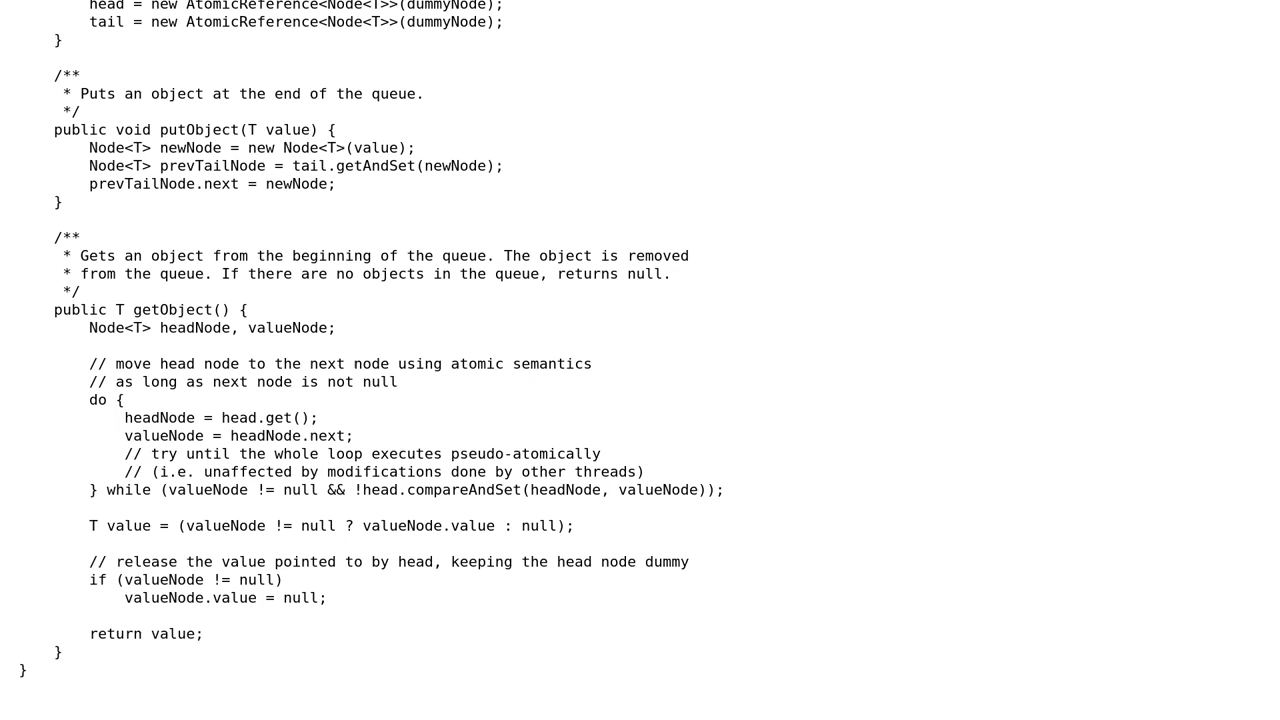 head = new AtomicReference<Node<T>>(dummyNode);
tail = new AtomicReference<Node<T>>(dummyNode);
}
/**
* Puts an object at the end of the queue.
*/
public void putObject(T value) {
Node<T> newNode = new Node<T>(value);
Node<T> prevTailNode = tail.getAndSet(newNode);
prevTailNode.next = newNode;
}
/**
* Gets an object from the beginning of the queue. The object is removed
* from the queue. If there are no objects in the queue, returns null.
*/
public T getObject() {
Node<T> headNode, valueNode;
// move head node to the next node using atomic semantics
// as long as next node is not null
do {
headNode = head.get();
valueNode = headNode.next;
// try until the whole loop executes pseudo-atomically
// (i.e. unaffected by modifications done by other threads)
} while (valueNode != null && !head.compareAndSet(headNode, valueNode));
T value = (valueNode != null ? valueNode.value : null);
// release the value pointed to by head, keeping the head node dummy
if (valueNode != null)
valueNode.value = null;
return value;
}
}